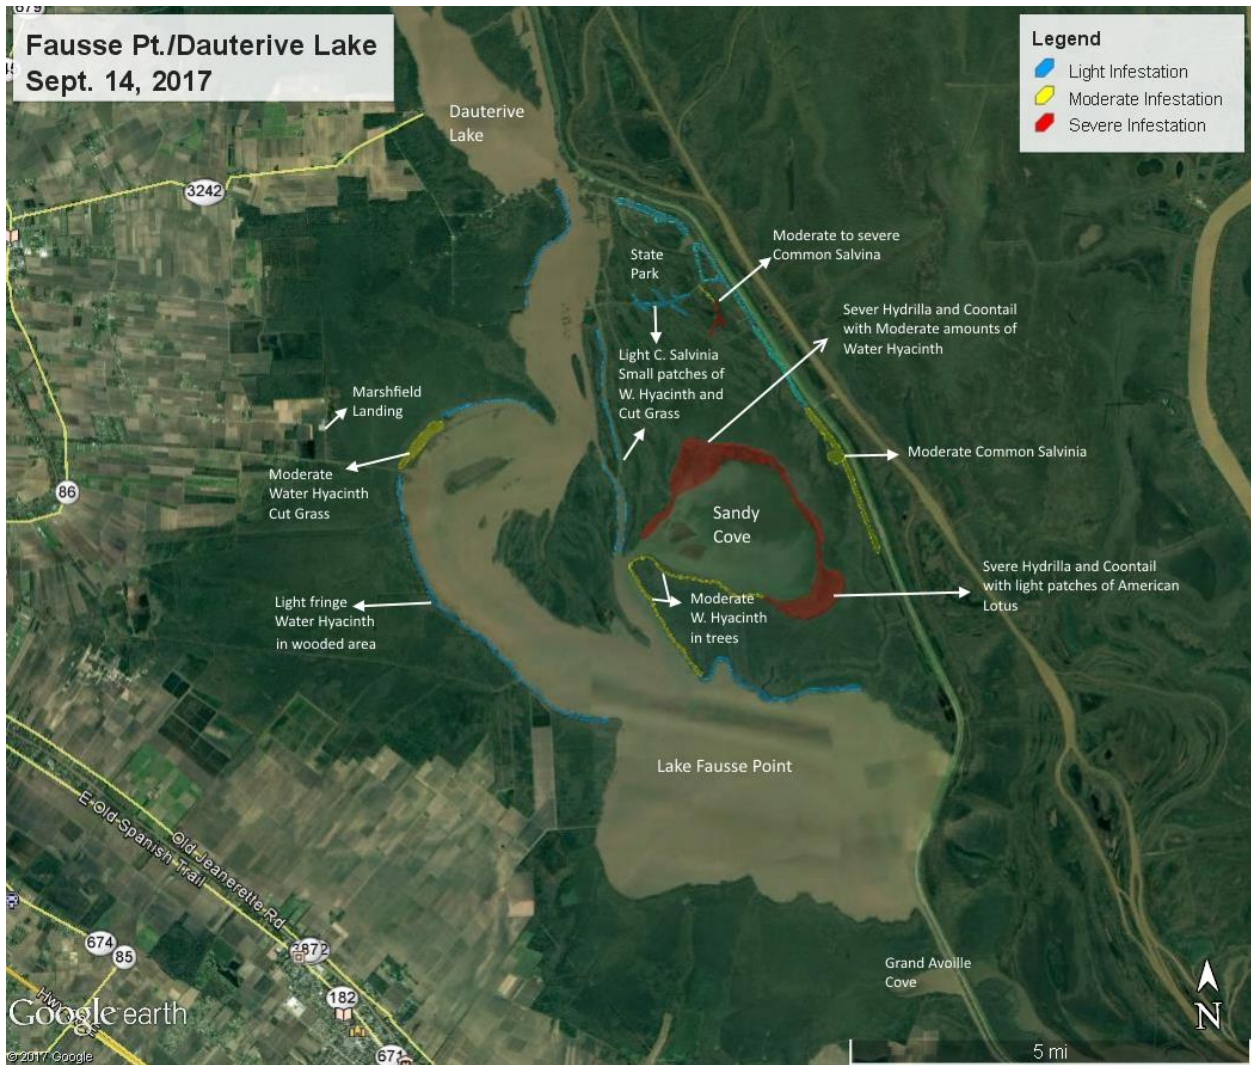 679
Fausse Pt./Dauterive Lake
Sept. 14, 2017
Legend
Light Infestation
Moderate Infestation
Severe Infestation
Dauterive
Lake
3242
State
Park
Moderate to severe
Common Salvina
Sever Hydrilla and Coontail
with Moderate amounts of
Water Hyacinth
Light C. Salvinia
Small patches of
W. Hyacinth and
Cut Grass
Marshfield
Landing
Moderate Common Salvinia
Moderate
Water Hyacinth
Cut Grass
86
Sandy
Cove
Svere Hydrilla and Coontail
with light patches of American
Lotus
Light fringe
Water Hyacinth
in wooded area
Moderate
W. Hyacinth
in trees
Lake Fausse Point
E Old Spanish Trail
Old Jeanerette Rd
674
85
182
671
Grand Avoille
Cove
N
Google earth
© 2017 Google
5 mi